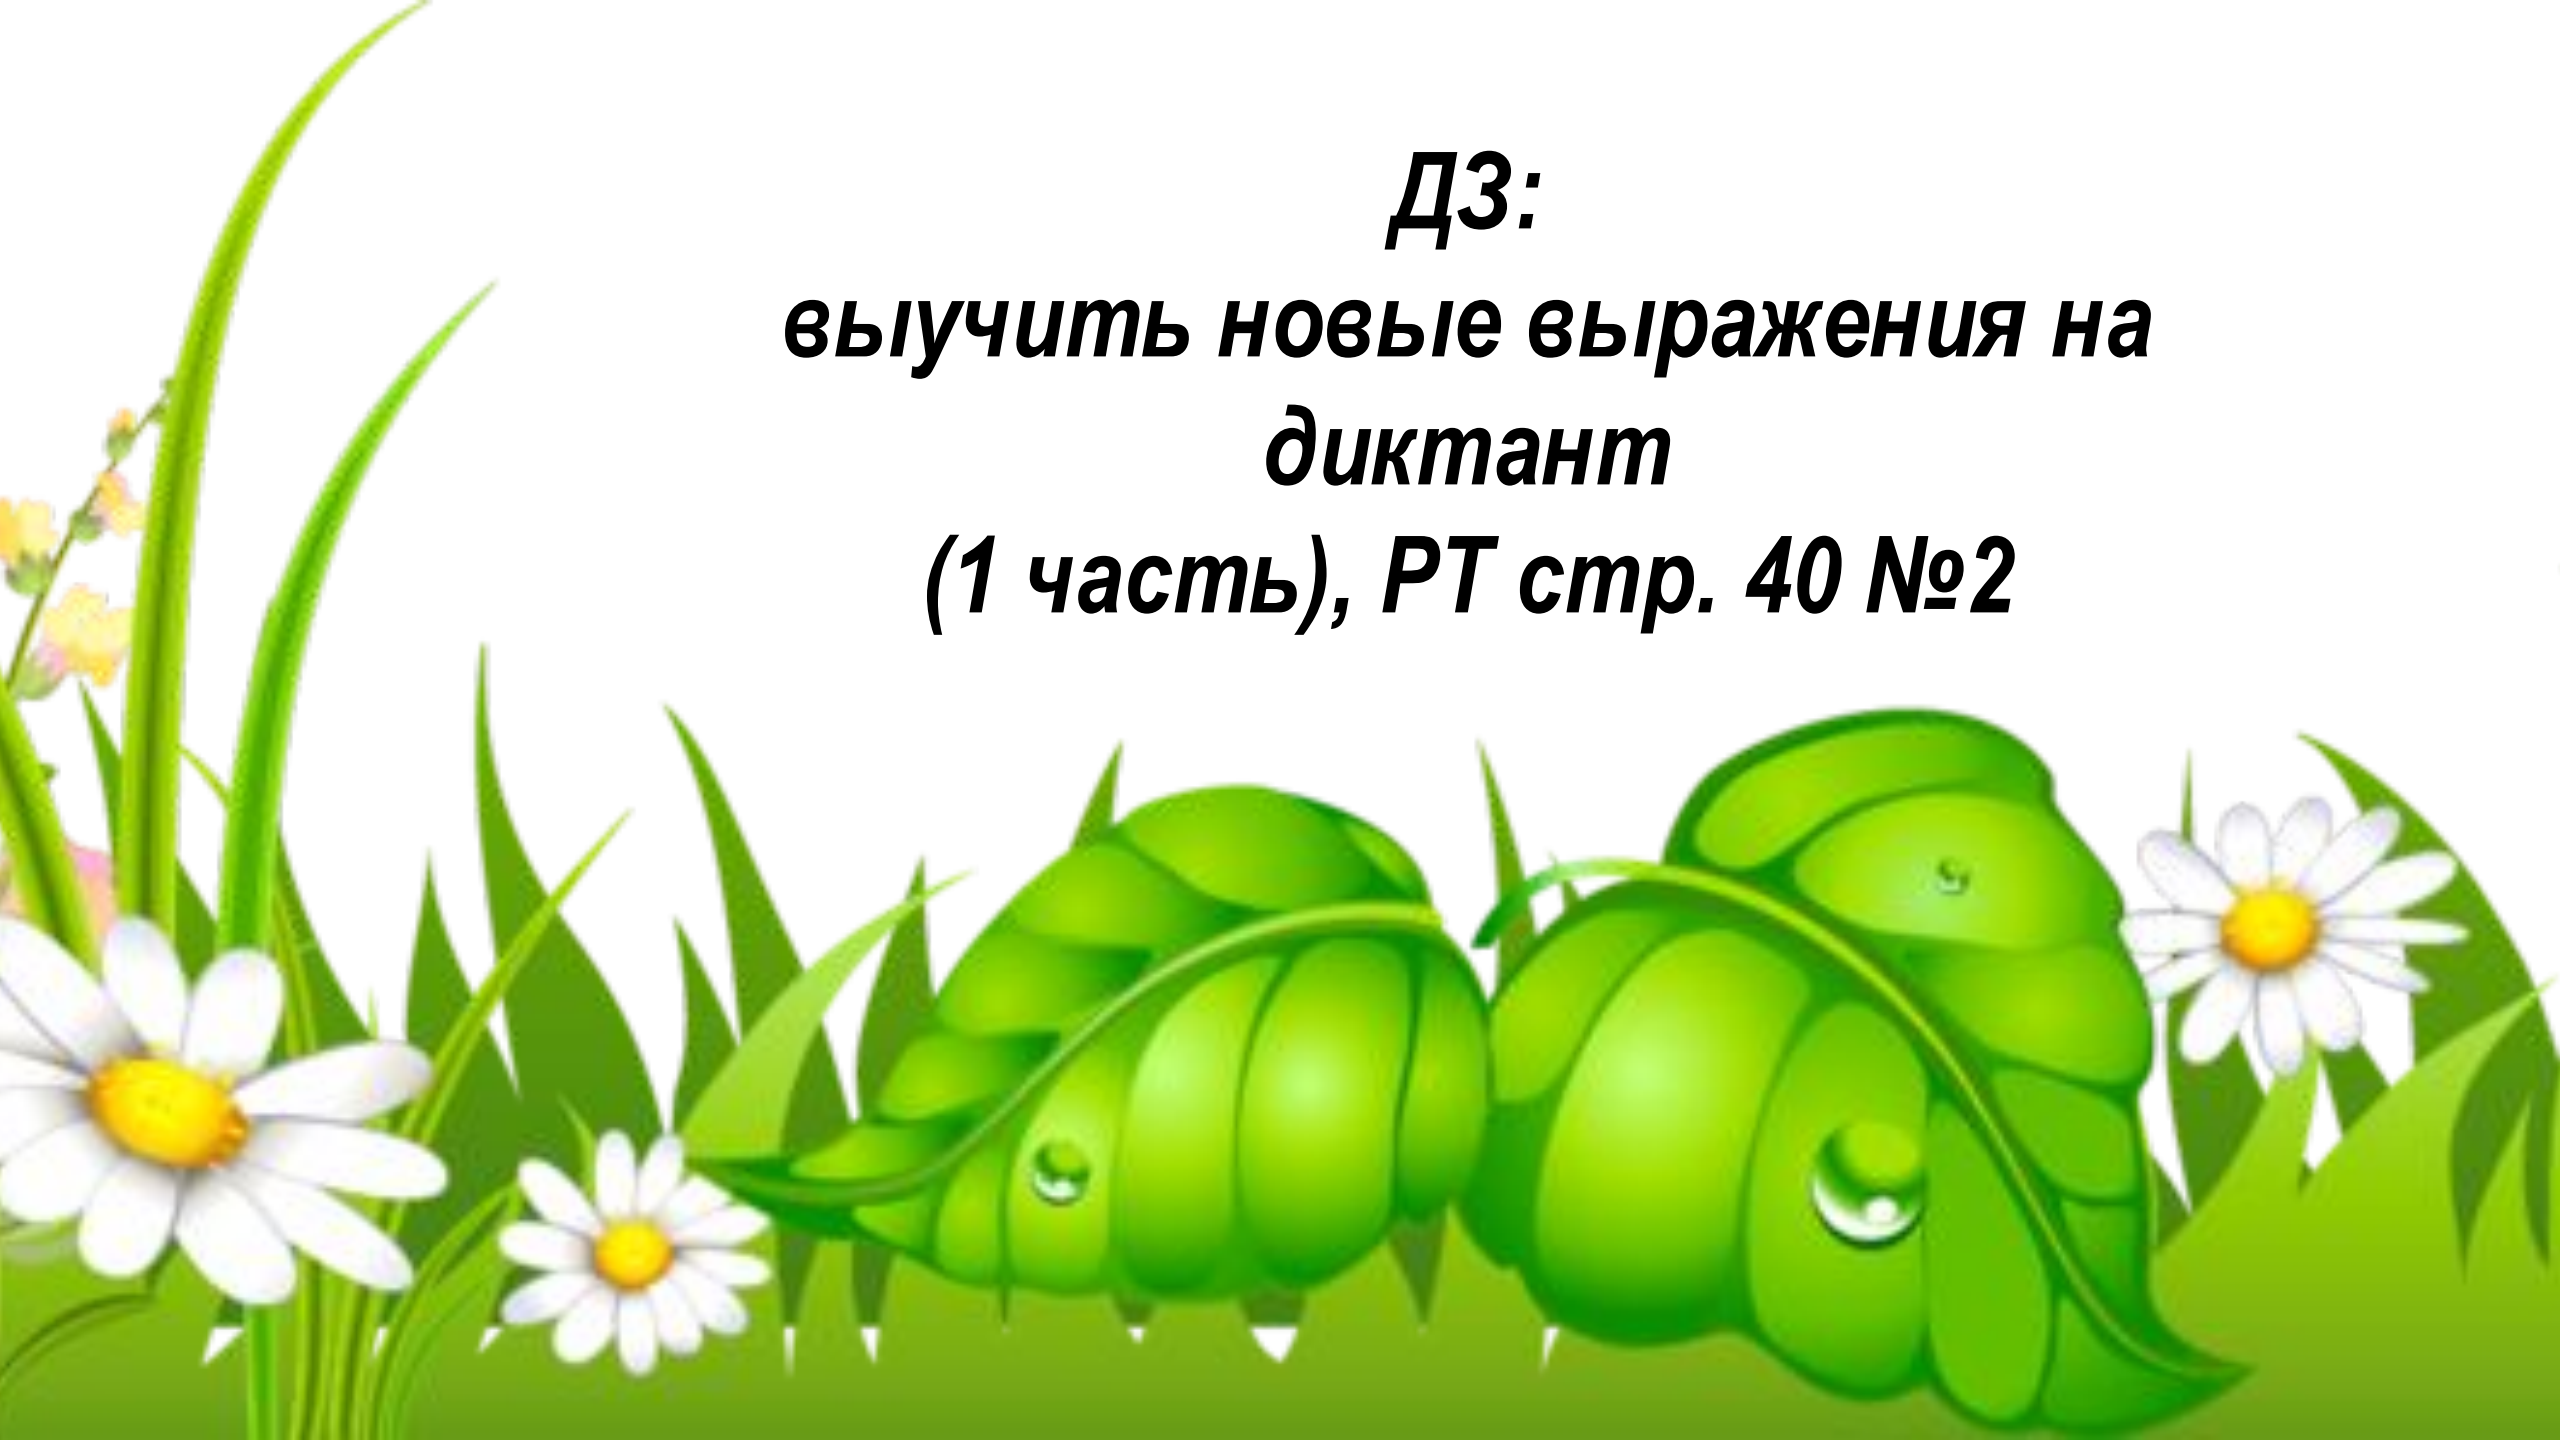 ДЗ:
выучить новые выражения на
диктант
(1 часть), РТ стр. 40 №2